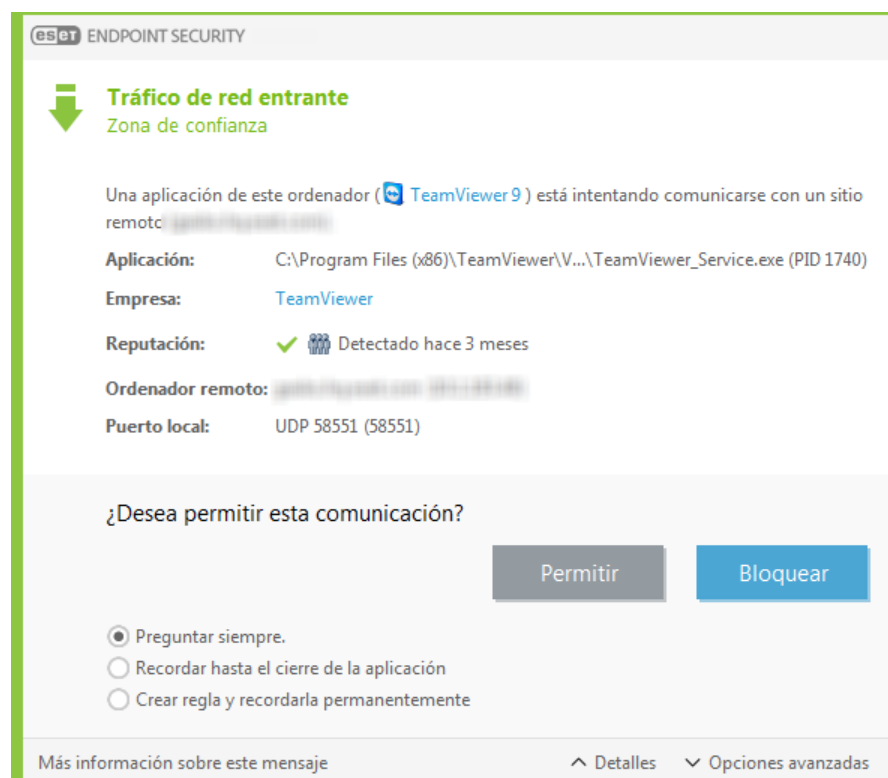 eset ENDPOINT SECURITY
Tráfico de red entrante
Zona de confianza
Una aplicación de este ordenador ( TeamViewer 9 ) está intentando comunicarse con un sitio
remoto
Aplicación: C:\Program Files (x86)\TeamViewer\V...\TeamViewer_Service.exe (PID 1740)
Empresa: TeamViewer
Reputación: Detectado hace 3 meses
Ordenador remoto:
Puerto local: UDP 58551 (58551)
¿Desea permitir esta comunicación?
Permitir Bloquear
Preguntar siempre.
Recordar hasta el cierre de la aplicación
Crear regla y recordarla permanentemente
Más información sobre este mensaje Detalles Opciones avanzadas